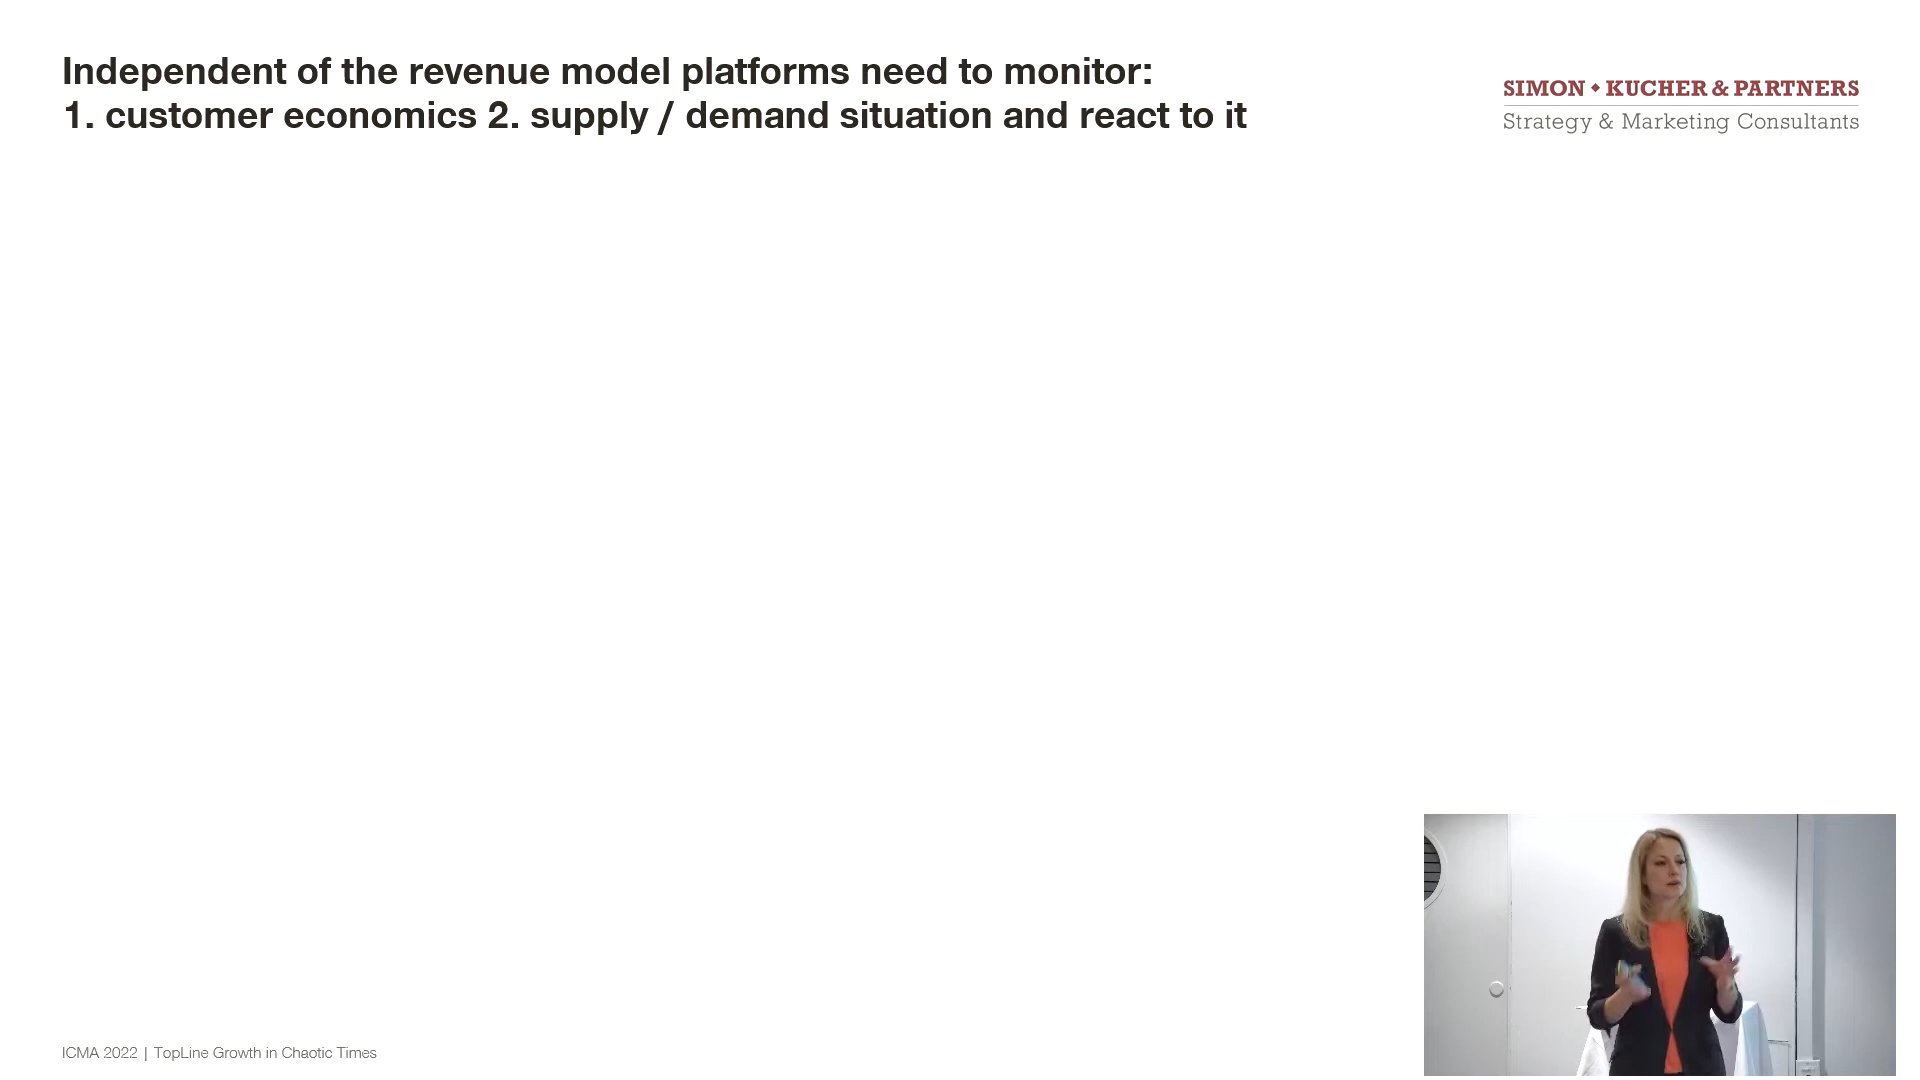 Independent of the revenue model platforms need to monitor:
1. customer economics 2. supply / demand situation and react to it
SIMON • KUCHER & PARTNERS
Strategy & Marketing Consultants
ICMA 2022 | TopLine Growth in Chaotic Times